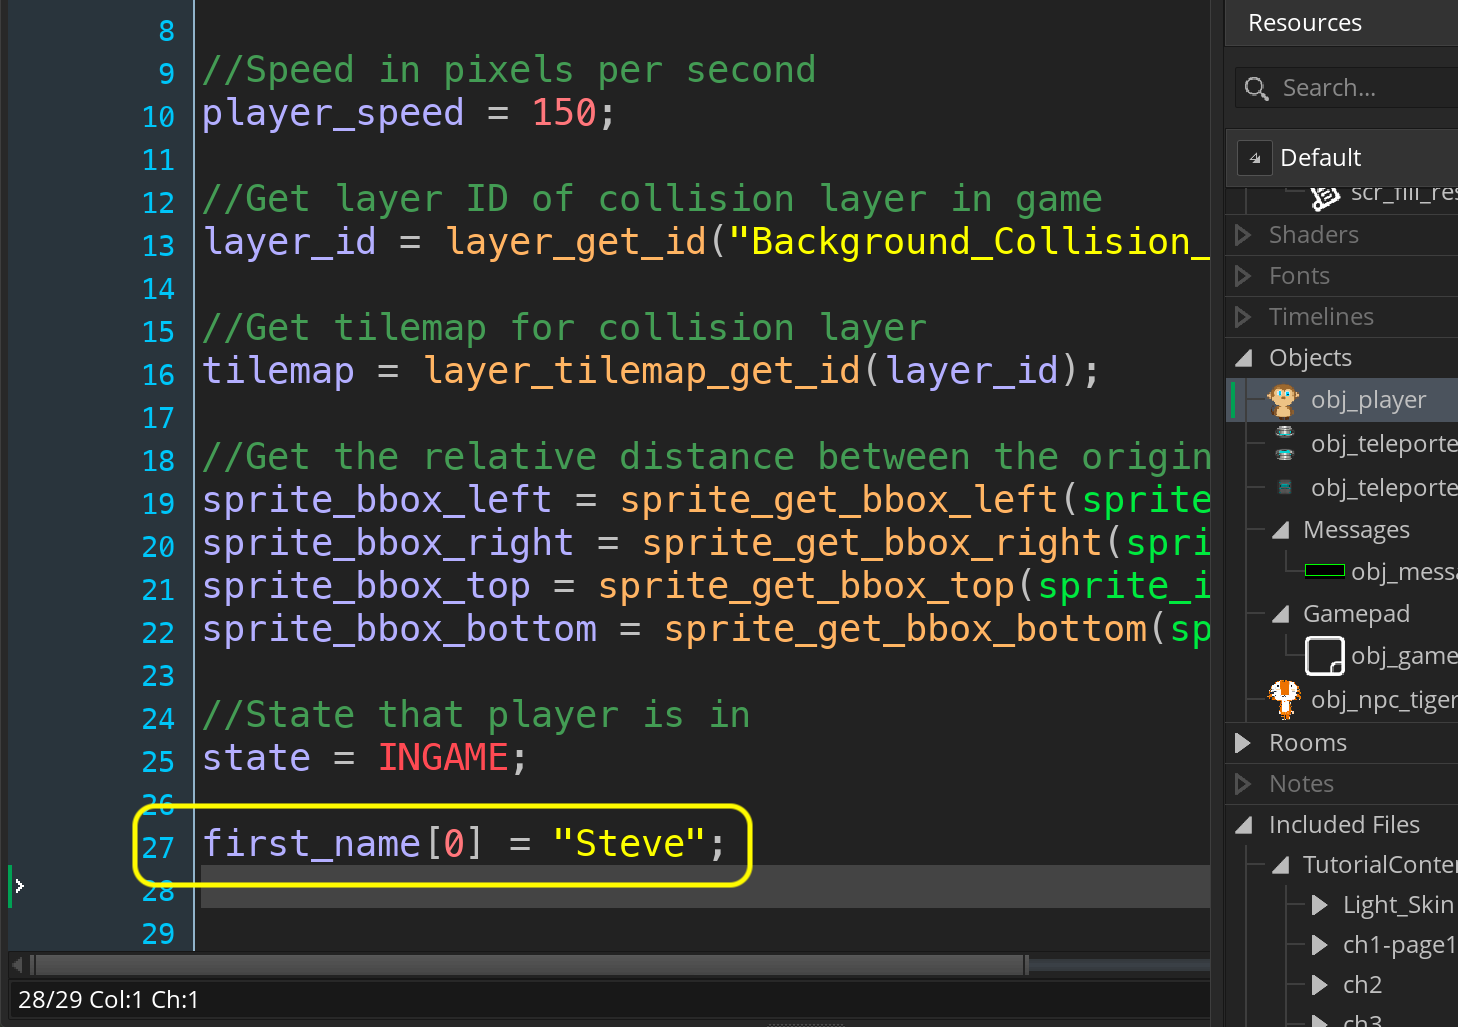 8
9 //Speed in pixels per second
10 player_speed = 150;
11
12 //Get layer ID of collision layer in game
13 layer_id = layer_get_id("Background_Collision_
14
15 //Get tilemap for collision layer
16 tilemap = layer_tilemap_get_id(layer_id);
17
18 //Get the relative distance between the origin
19 sprite_bbox_left = sprite_get_bbox_left(sprite
20 sprite_bbox_right = sprite_get_bbox_right(spri
21 sprite_bbox_top = sprite_get_bbox_top(sprite_i
22 sprite_bbox_bottom = sprite_get_bbox_bottom(sp
23
24 //State that player is in
25 state = INGAME;
26
27 first_name[0] = "Steve";
28
29
28/29 Col:1 Ch:1
Resources
Search...
Default
scr_fill_res
Shaders
Fonts
Timelines
Objects
obj_player
obj_teleporte
obj_teleporte
Messages
obj_messa
Gamepad
obj_game
obj_npc_tiger
Rooms
Notes
Included Files
TutorialConten
Light_Skin
ch1-page1
ch2
ch3